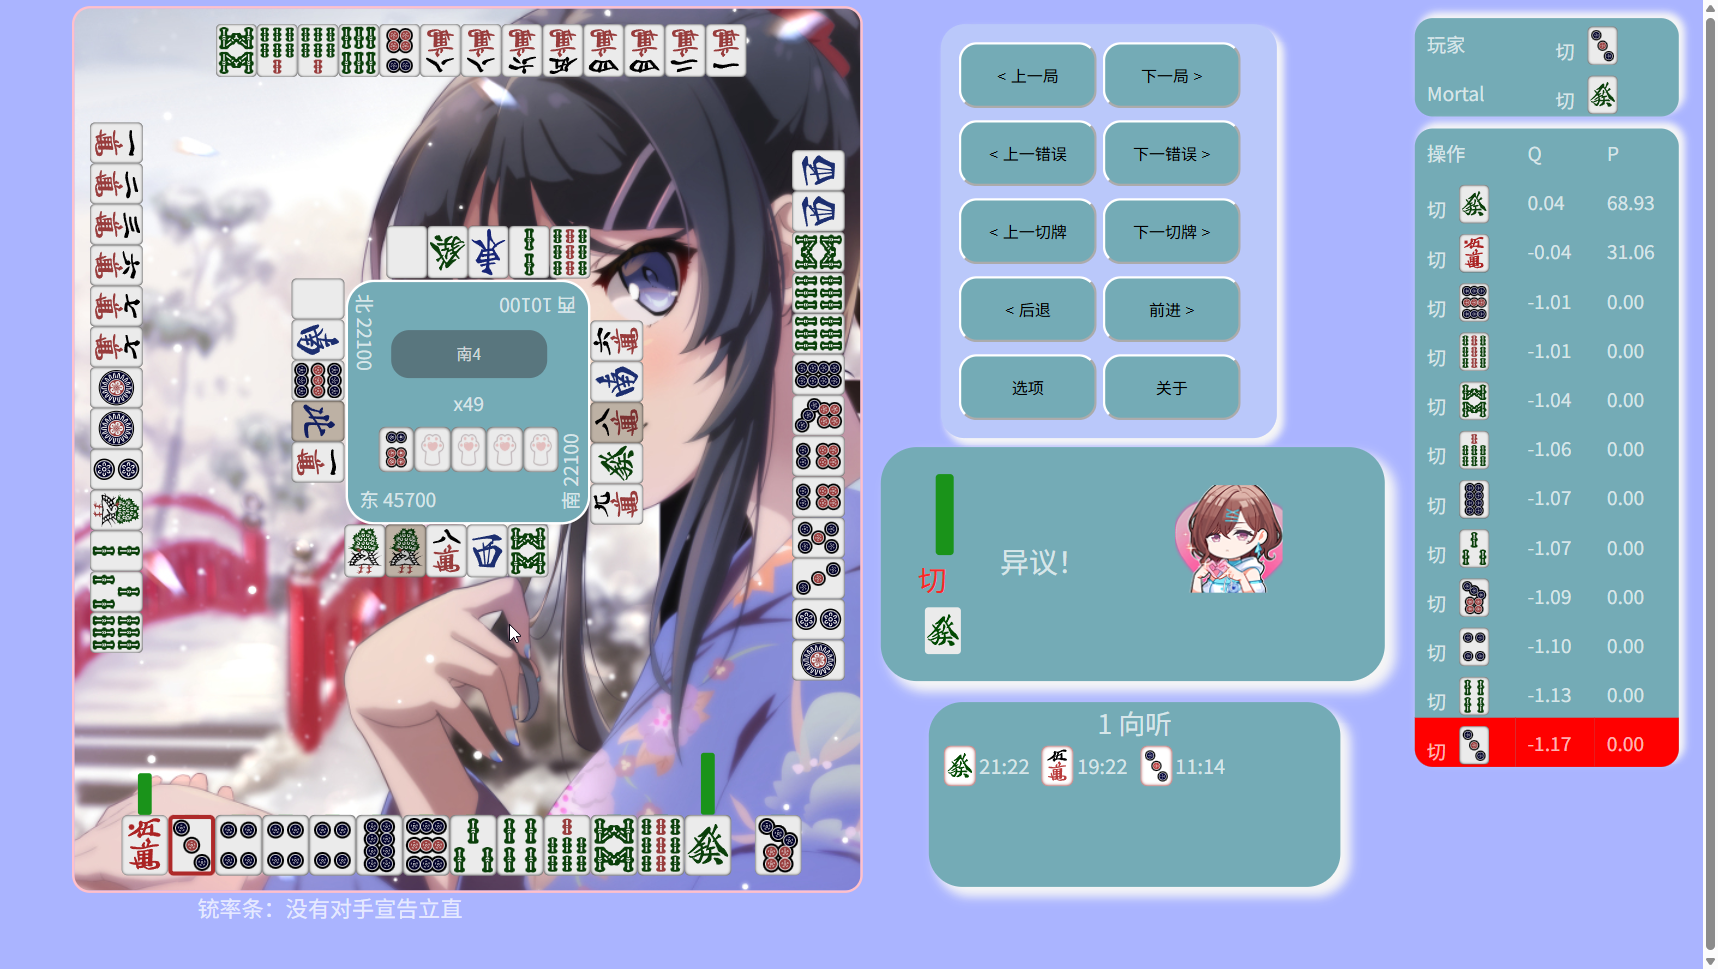 北 22100
西 10100
南4
x49
南 22100
东 45700
铳率条：没有对手宣告立直
< 上一局
下一局 >
< 上一错误
下一错误 >
< 上一切牌
下一切牌 >
< 后退
前进 >
选项
关于
切
异议！
1 向听
21:22
19:22
11:14
玩家 切
Mortal 切
操作 Q P
切 0.04 68.93
切 -0.04 31.06
切 -1.01 0.00
切 -1.01 0.00
切 -1.04 0.00
切 -1.06 0.00
切 -1.07 0.00
切 -1.07 0.00
切 -1.09 0.00
切 -1.10 0.00
切 -1.13 0.00
切 -1.17 0.00